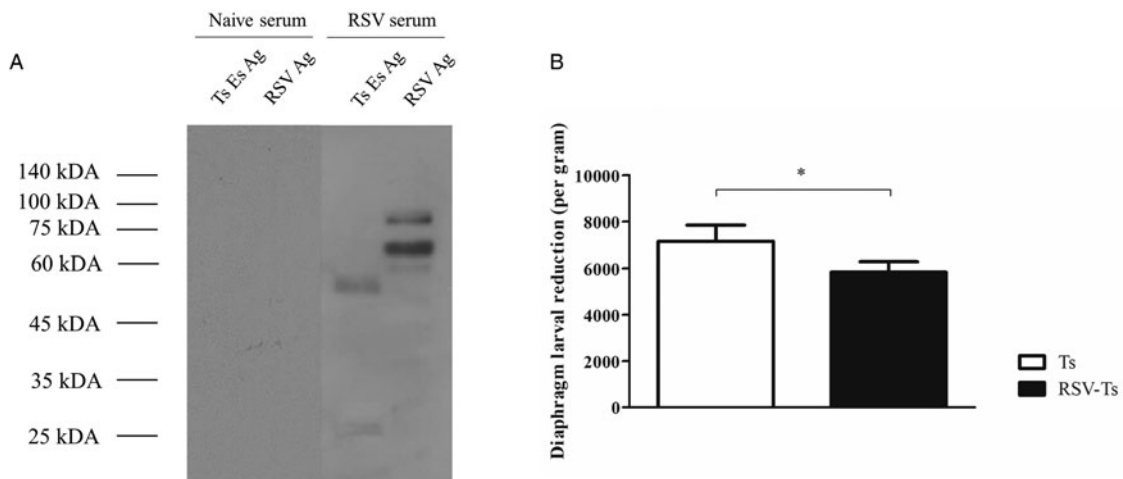 A
Naive serum
RSV serum
Ts Es Ag
RSV Ag
Ts Es Ag
RSV Ag
140 kDA
100 kDA
75 kDA
60 kDA
45 kDA
35 kDA
25 kDA
B
Diaphragm larval reduction (per gram)
10000
8000
6000
4000
2000
0
*
Ts
RSV-Ts